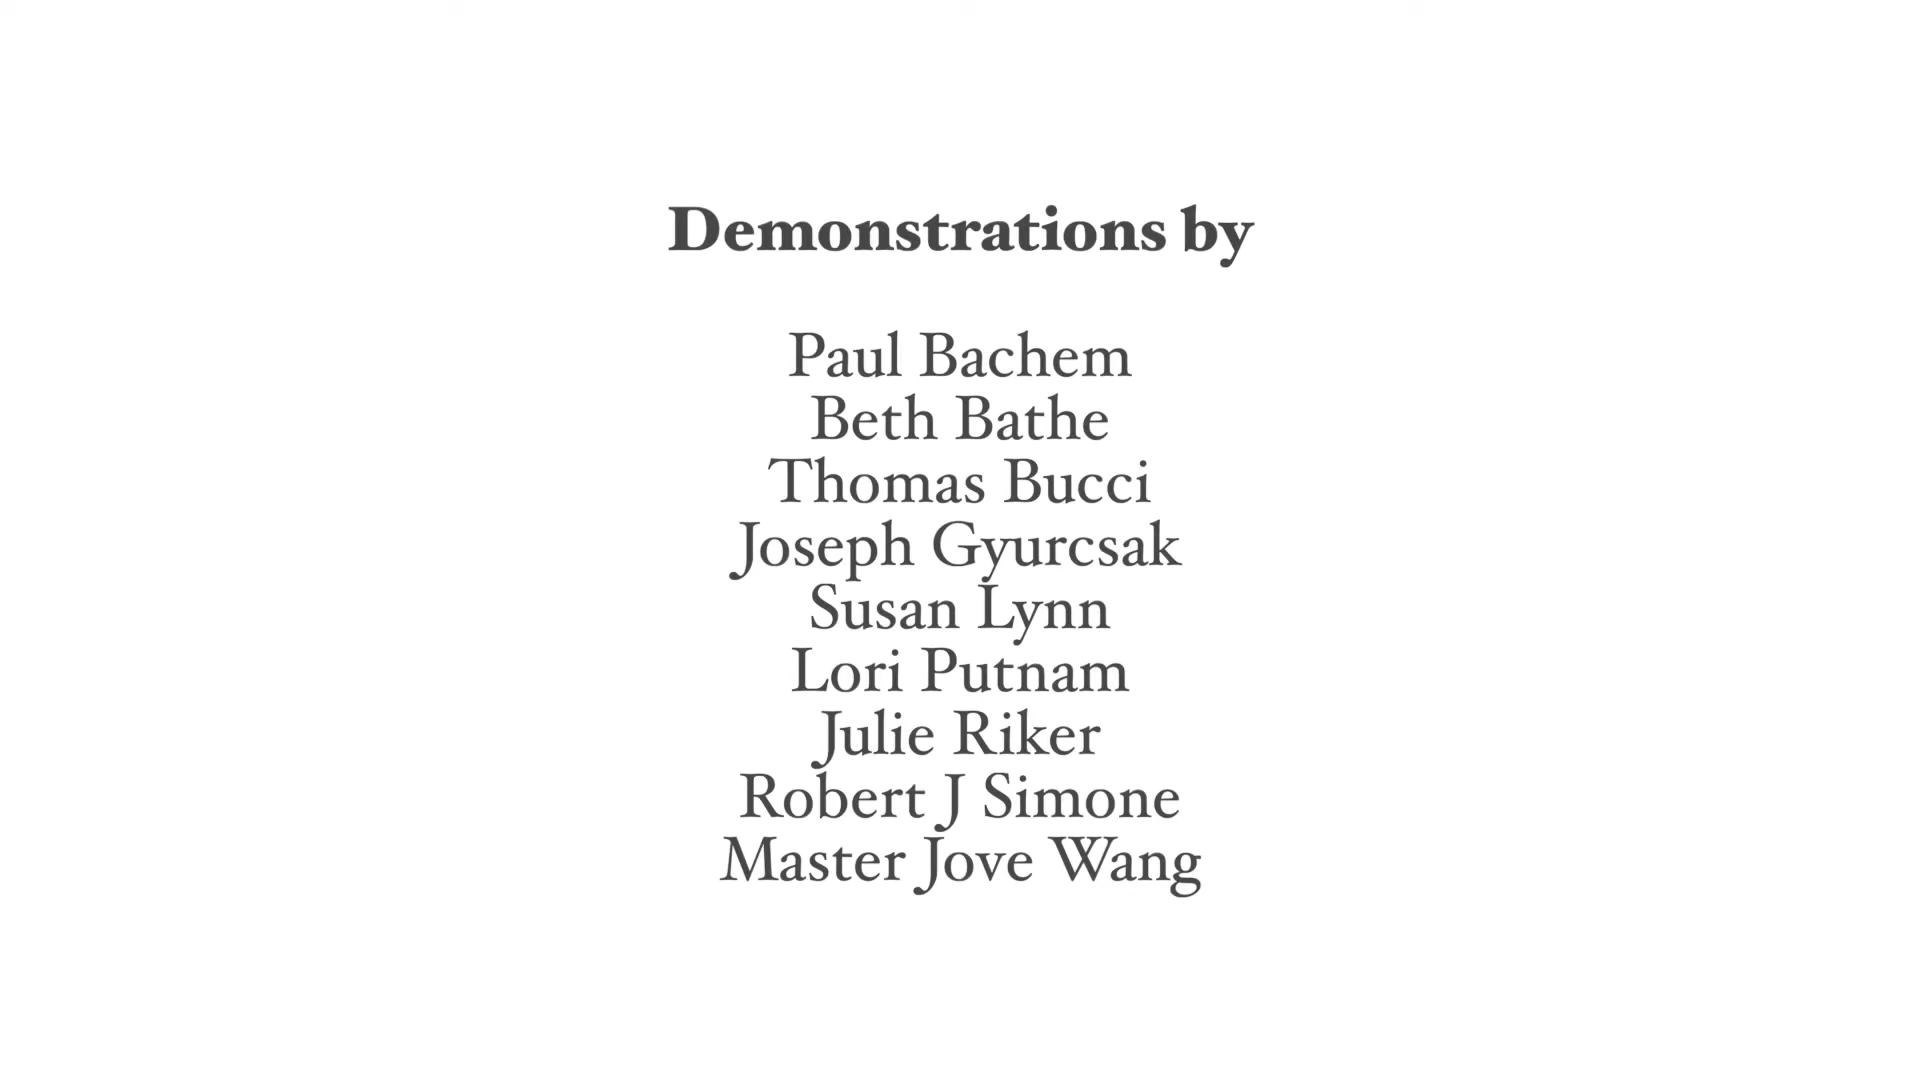 Demonstrations by
Paul Bachem
Beth Bathe
Thomas Bucci
Joseph Gyurcsak
Susan Lynn
Lori Putnam
Julie Riker
Robert J Simone
Master Jove Wang